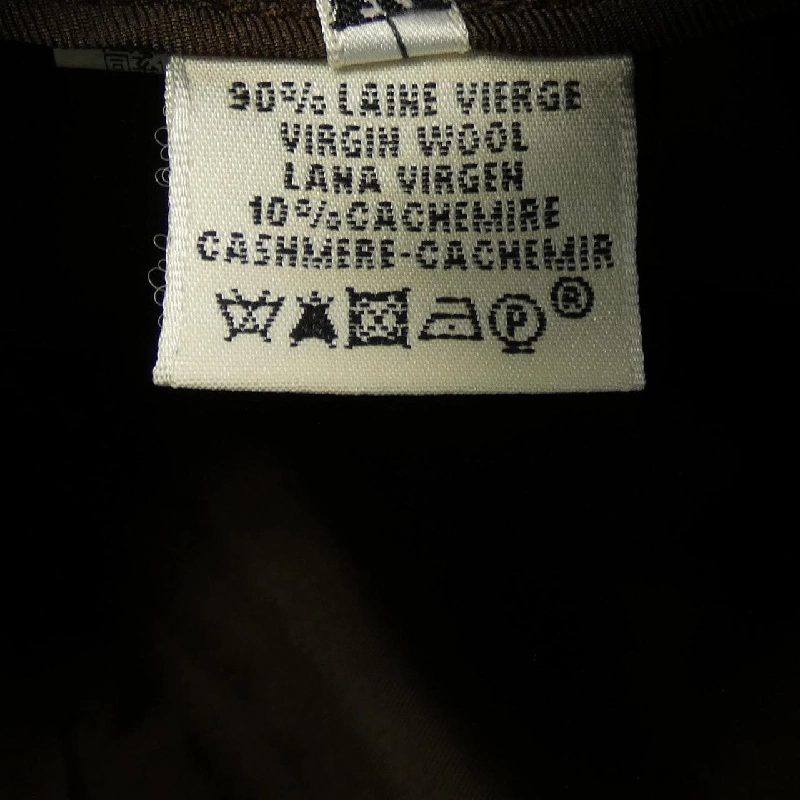 90% LAINE VIERGE
VIRGIN WOOL
LANA VIRGEN
10%CACHEMIRE
CASHMERE-CACHEMIR
P ®